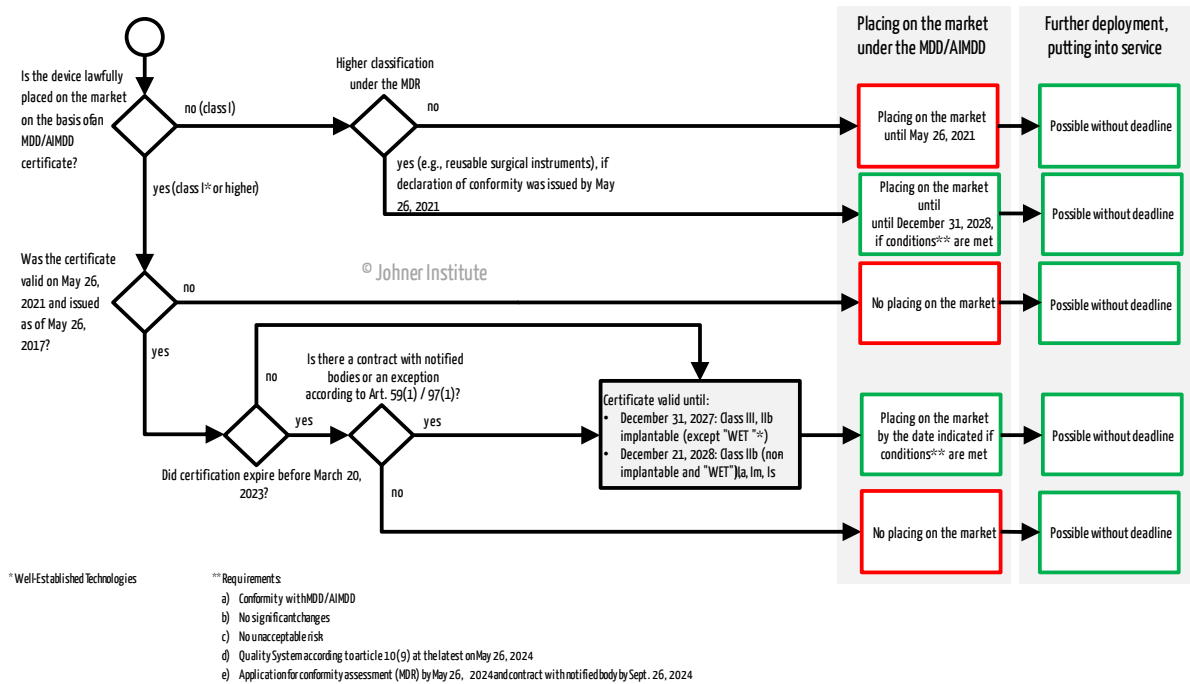 Placing on the market
under the MDD/AIMDD
Further deployment,
putting into service
Is the device lawfully
placed on the market
on the basis ofan
MDD/AIMDD
certificate?
no (class I)
Higher classification
under the MDR
no
Placing on the market
until May 26, 2021
Possible without deadline
yes (class I* or higher)
yes (e.g., reusable surgical instruments), if
declaration of conformity was issued by May
26, 2021
Placing on the market
until
until December 31, 2028,
if conditions** are met
Possible without deadline
Was the certificate
valid on May 26,
2021 and issued
as of May 26,
2017?
no
© Johner Institute
No placing on the market
Possible without deadline
yes
no
Is there a contract with notified
bodies or an exception
according to Art. 59(1) / 97(1)?
yes
yes
Did certification expire before March 20,
2023?
no
Certificate valid until:
• December 31, 2027: Class III, IIb
implantable (except "WET "*)
• December 21, 2028: Class IIb (non
implantable and "WET")IIa, Im, Is
Placing on the market
by the date indicated if
conditions** are met
Possible without deadline
No placing on the market
Possible without deadline
* Well-Established Technologies
** Requirements:
a) Conformity with MDD/AIMDD
b) No significant changes
c) No unacceptable risk
d) Quality System according to article 10(9) at the latest on May 26, 2024
e) Application for conformity assessment (MDR) by May 26, 2024 and contract with notified body by Sept. 26, 2024